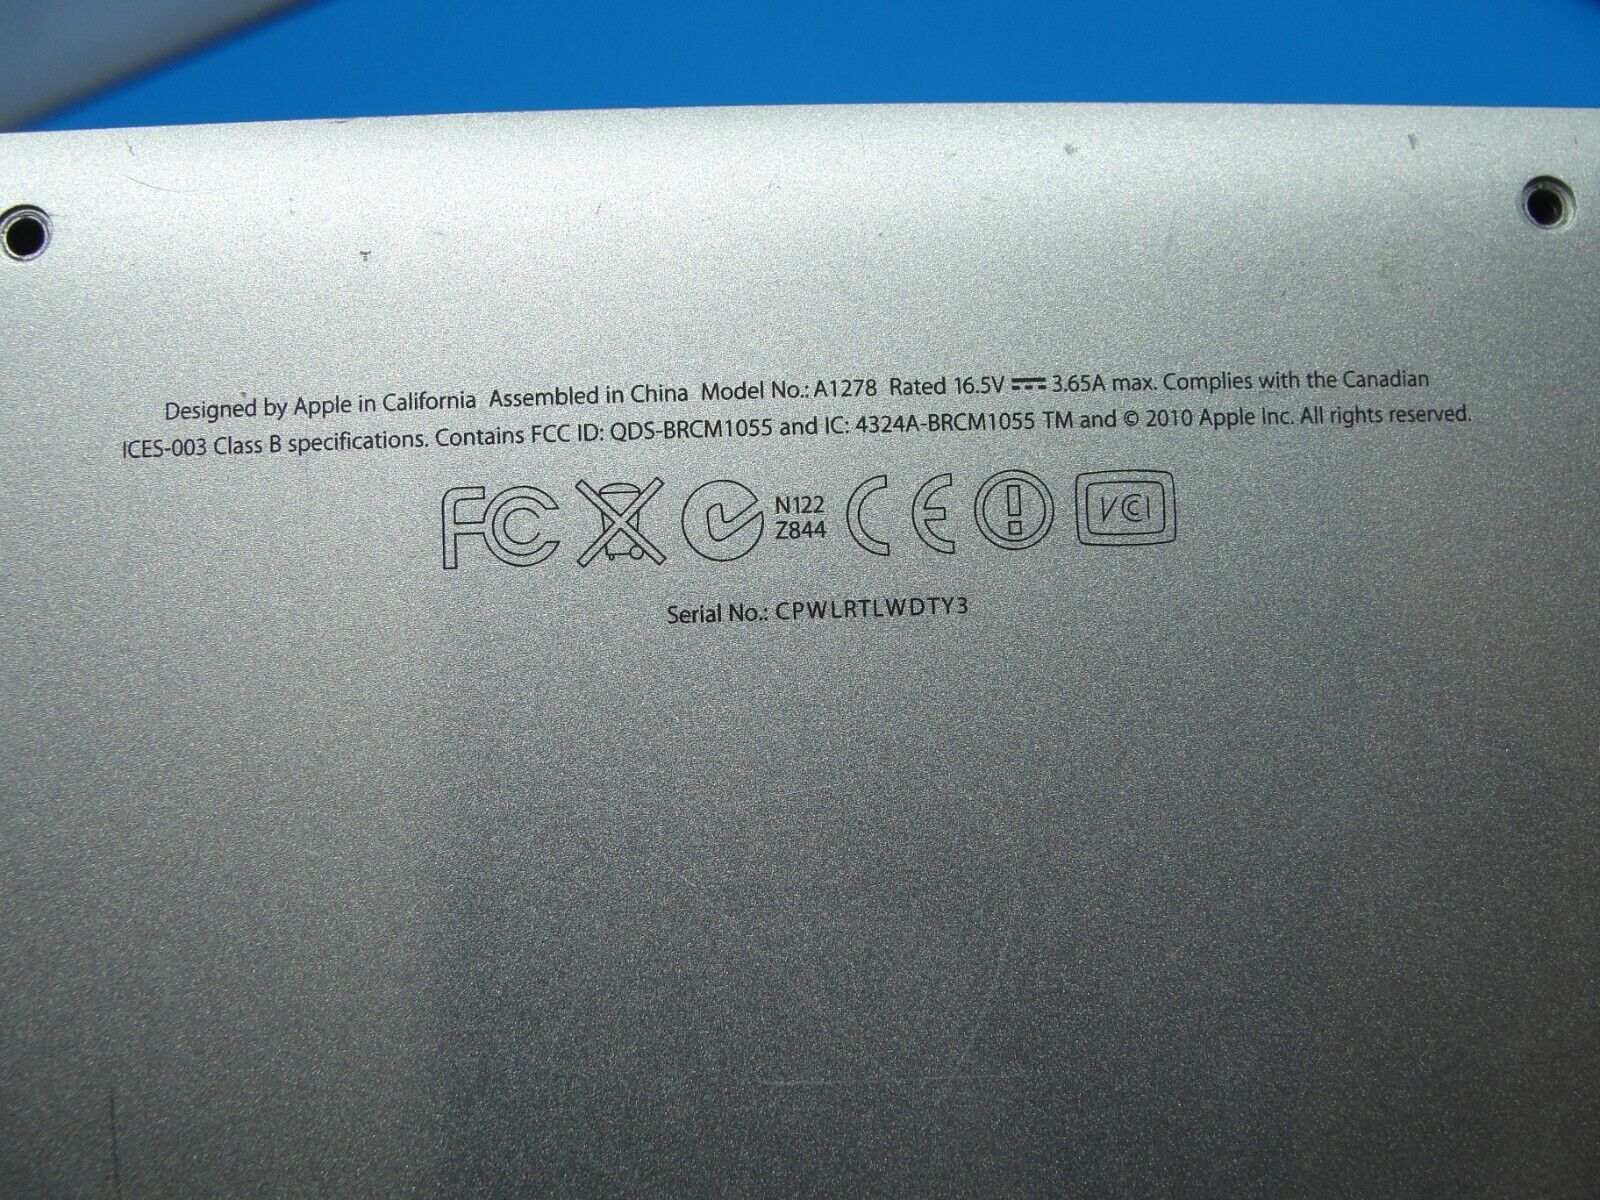 Designed by Apple in California Assembled in China Model No.: A1278 Rated 16.5V ⎓ 3.65A max. Complies with the Canadian
ICES-003 Class B specifications. Contains FCC ID: QDS-BRCM1055 and IC: 4324A-BRCM1055 TM and © 2010 Apple Inc. All rights reserved.
FC N122 CE VCI
Z844
Serial No.: CPWLRTLWDTY3